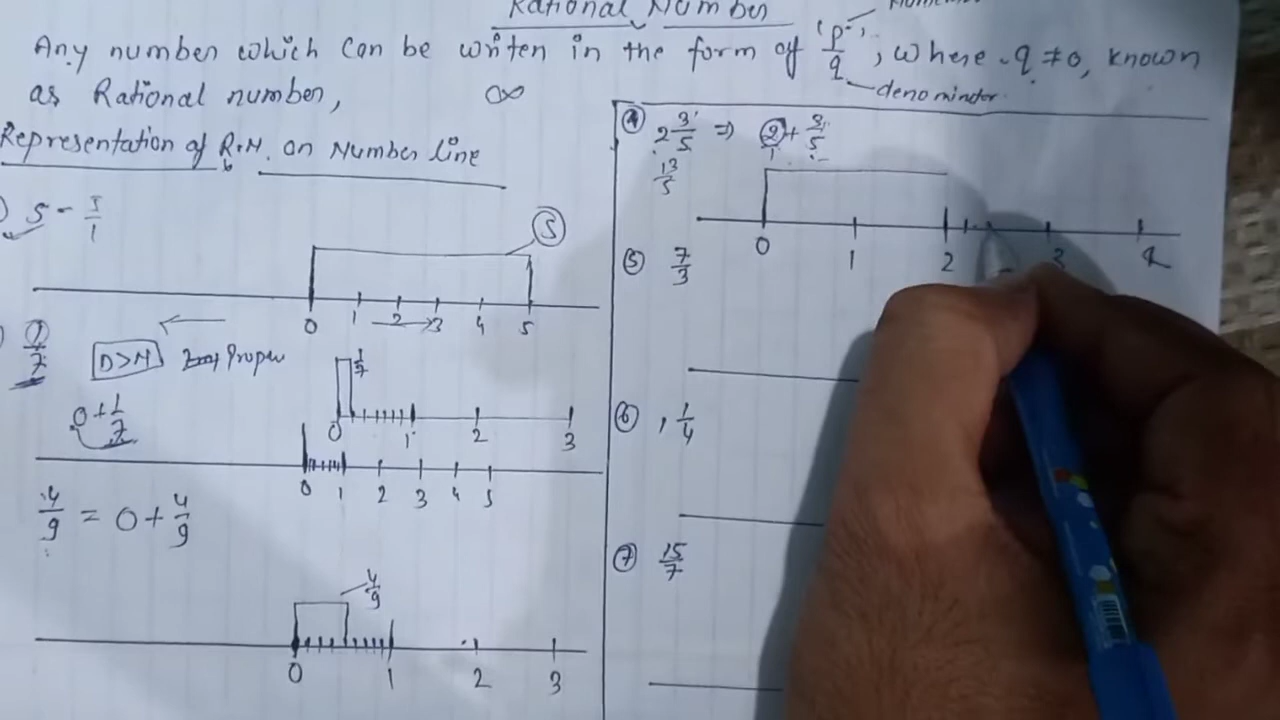 Rational Number
Any number which can be written in the form of 'p/q', where q ≠ 0, known
denominator
as Rational number, ∞
Representation of R.N. on Number line
5 - 5/1
5
0 1 2 3 4 5
1/7
D>N Proper
1/7
0 + 1/7
0 1 2 3
0 1 2 3 4 5
4/9 = 0 + 4/9
4/9
0 1 2 3
④ 2 3/5 ⇒ 2/1 + 3/5
13/5
0 1 2 3 4
⑤ 7/3
⑥ 1/4
⑦ 15/7